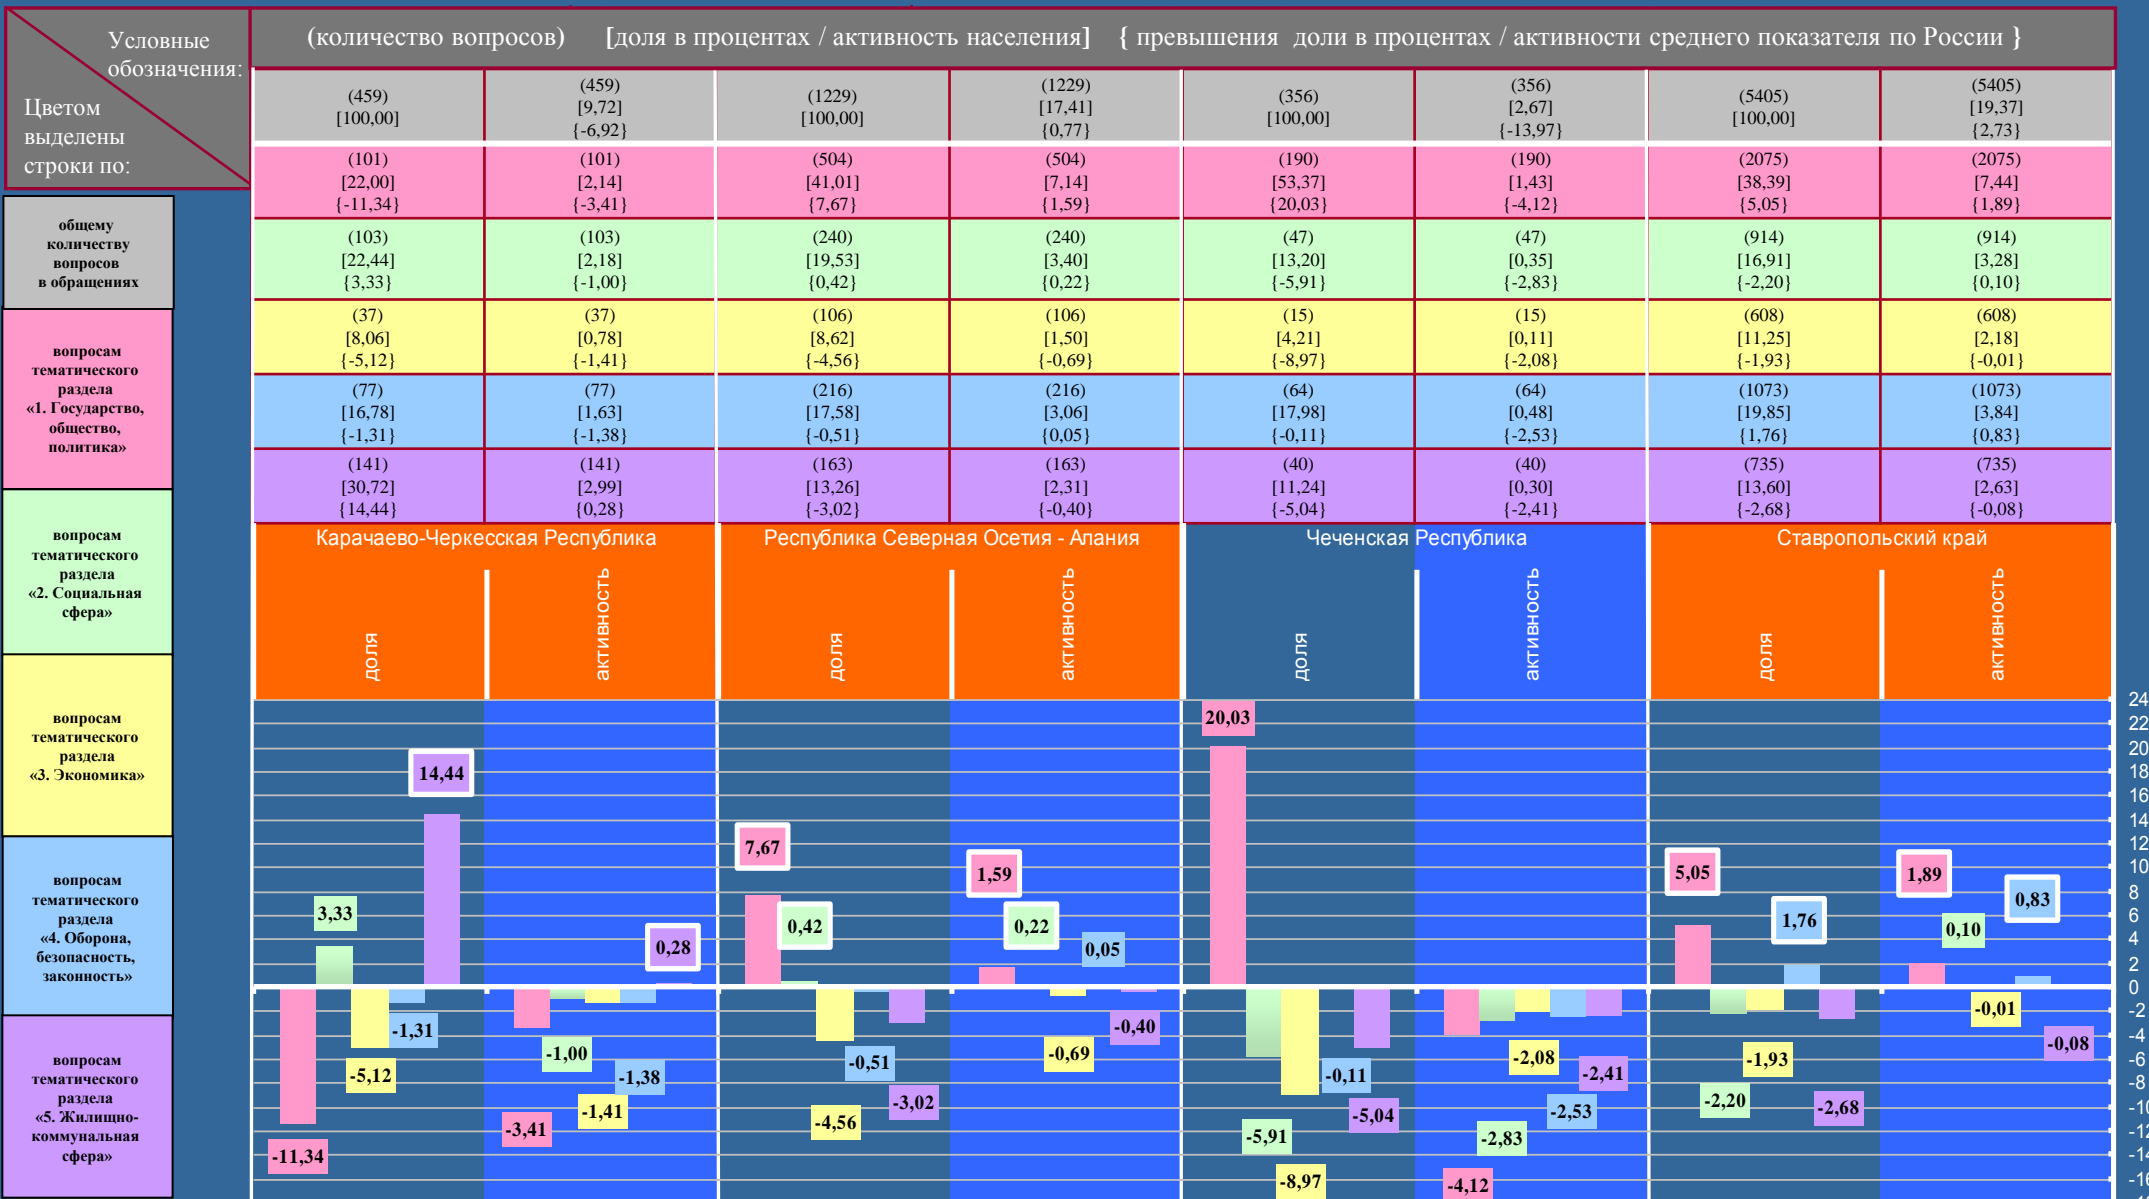 Условные
обозначения:
Цветом
выделены
строки по:
(количество вопросов) [доля в процентах / активность населения] { превышения доли в процентах / активности среднего показателя по России }
(459) (459) (1229) (1229) (356) (356) (5405) (5405)
[100,00] [9,72] [100,00] [17,41] [100,00] [2,67] [100,00] [19,37]
{-6,92} {0,77} {-13,97} {2,73}
(101) (101) (504) (504) (190) (190) (2075) (2075)
[22,00] [2,14] [41,01] [7,14] [53,37] [1,43] [38,39] [7,44]
{-11,34} {-3,41} {7,67} {1,59} {20,03} {-4,12} {5,05} {1,89}
(103) (103) (240) (240) (47) (47) (914) (914)
[22,44] [2,18] [19,53] [3,40] [13,20] [0,35] [16,91] [3,28]
{3,33} {-1,00} {0,42} {0,22} {-5,91} {-2,83} {-2,20} {0,10}
(37) (37) (106) (106) (15) (15) (608) (608)
[8,06] [0,78] [8,62] [1,50] [4,21] [0,11] [11,25] [2,18]
{-5,12} {-1,41} {-4,56} {-0,69} {-8,97} {-2,08} {-1,93} {-0,01}
(77) (77) (216) (216) (64) (64) (1073) (1073)
[16,78] [1,63] [17,58] [3,06] [17,98] [0,48] [19,85] [3,84]
{-1,31} {-1,38} {-0,51} {0,05} {-0,11} {-2,53} {1,76} {0,83}
(141) (141) (163) (163) (40) (40) (735) (735)
[30,72] [2,99] [13,26] [2,31] [11,24] [0,30] [13,60] [2,63]
{14,44} {0,28} {-3,02} {-0,40} {-5,04} {-2,41} {-2,68} {-0,08}
общему
количеству
вопросов
в обращениях
вопросам
тематического
раздела
«1. Государство,
общество,
политика»
вопросам
тематического
раздела
«2. Социальная
сфера»
вопросам
тематического
раздела
«3. Экономика»
вопросам
тематического
раздела
«4. Оборона,
безопасность,
законность»
вопросам
тематического
раздела
«5. Жилищно-
коммунальная
сфера»
Карачаево-Черкесская Республика Республика Северная Осетия - Алания Чеченская Республика Ставропольский край
доля активность доля активность доля активность доля активность
-11,34
3,33
-5,12
-1,31
14,44
-3,41
-1,00
-1,41
-1,38
0,28
7,67
0,42
-4,56
-0,51
-3,02
1,59
0,22
-0,69
0,05
-0,40
20,03
-5,91
-8,97
-0,11
-5,04
-4,12
-2,83
-2,08
-2,53
-2,41
5,05
-2,20
-1,93
1,76
-2,68
1,89
0,10
-0,01
0,83
-0,08
24
22
20
18
16
14
12
10
8
6
4
2
0
-2
-4
-6
-8